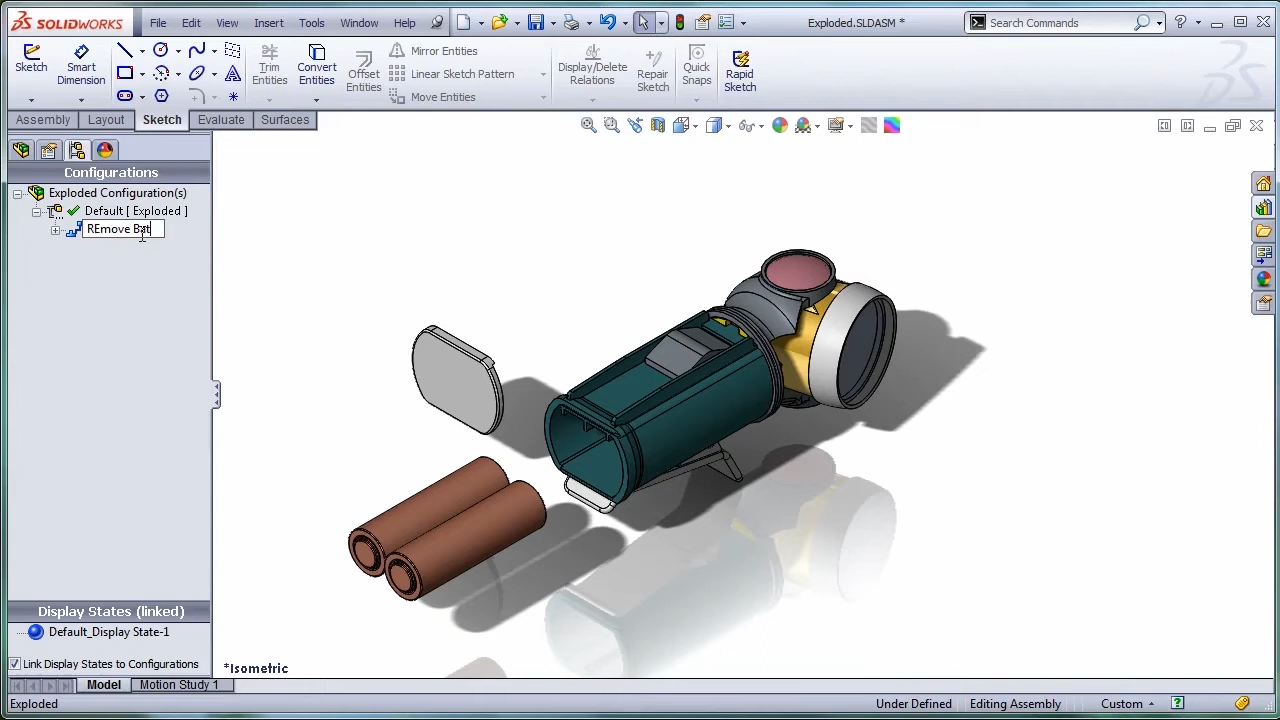 SOLIDWORKS File Edit View Insert Tools Window Help Exploded.SLDASM * Search Commands
Sketch Smart Dimension Trim Entities Convert Entities Offset Entities Mirror Entities Linear Sketch Pattern Move Entities Display/Delete Relations Repair Sketch Quick Snaps Rapid Sketch
Assembly Layout Sketch Evaluate Surfaces
Configurations
Exploded Configuration(s)
Default [ Exploded ]
REmove Bat
Display States (linked)
Default_Display State-1
Link Display States to Configurations
*Isometric
Model Motion Study 1
Exploded Under Defined Editing Assembly Custom